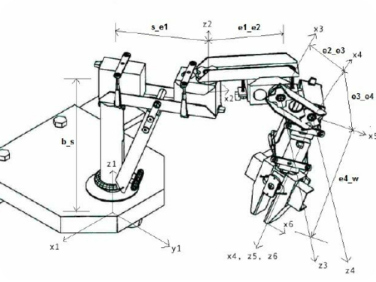 s_e1
z2
e1_e2
x3
e2_e3
x4
e3_e4
x2
x5
b_s
z1
e4_w
x1
y1
x6
x4, z5, z6
z3
z4